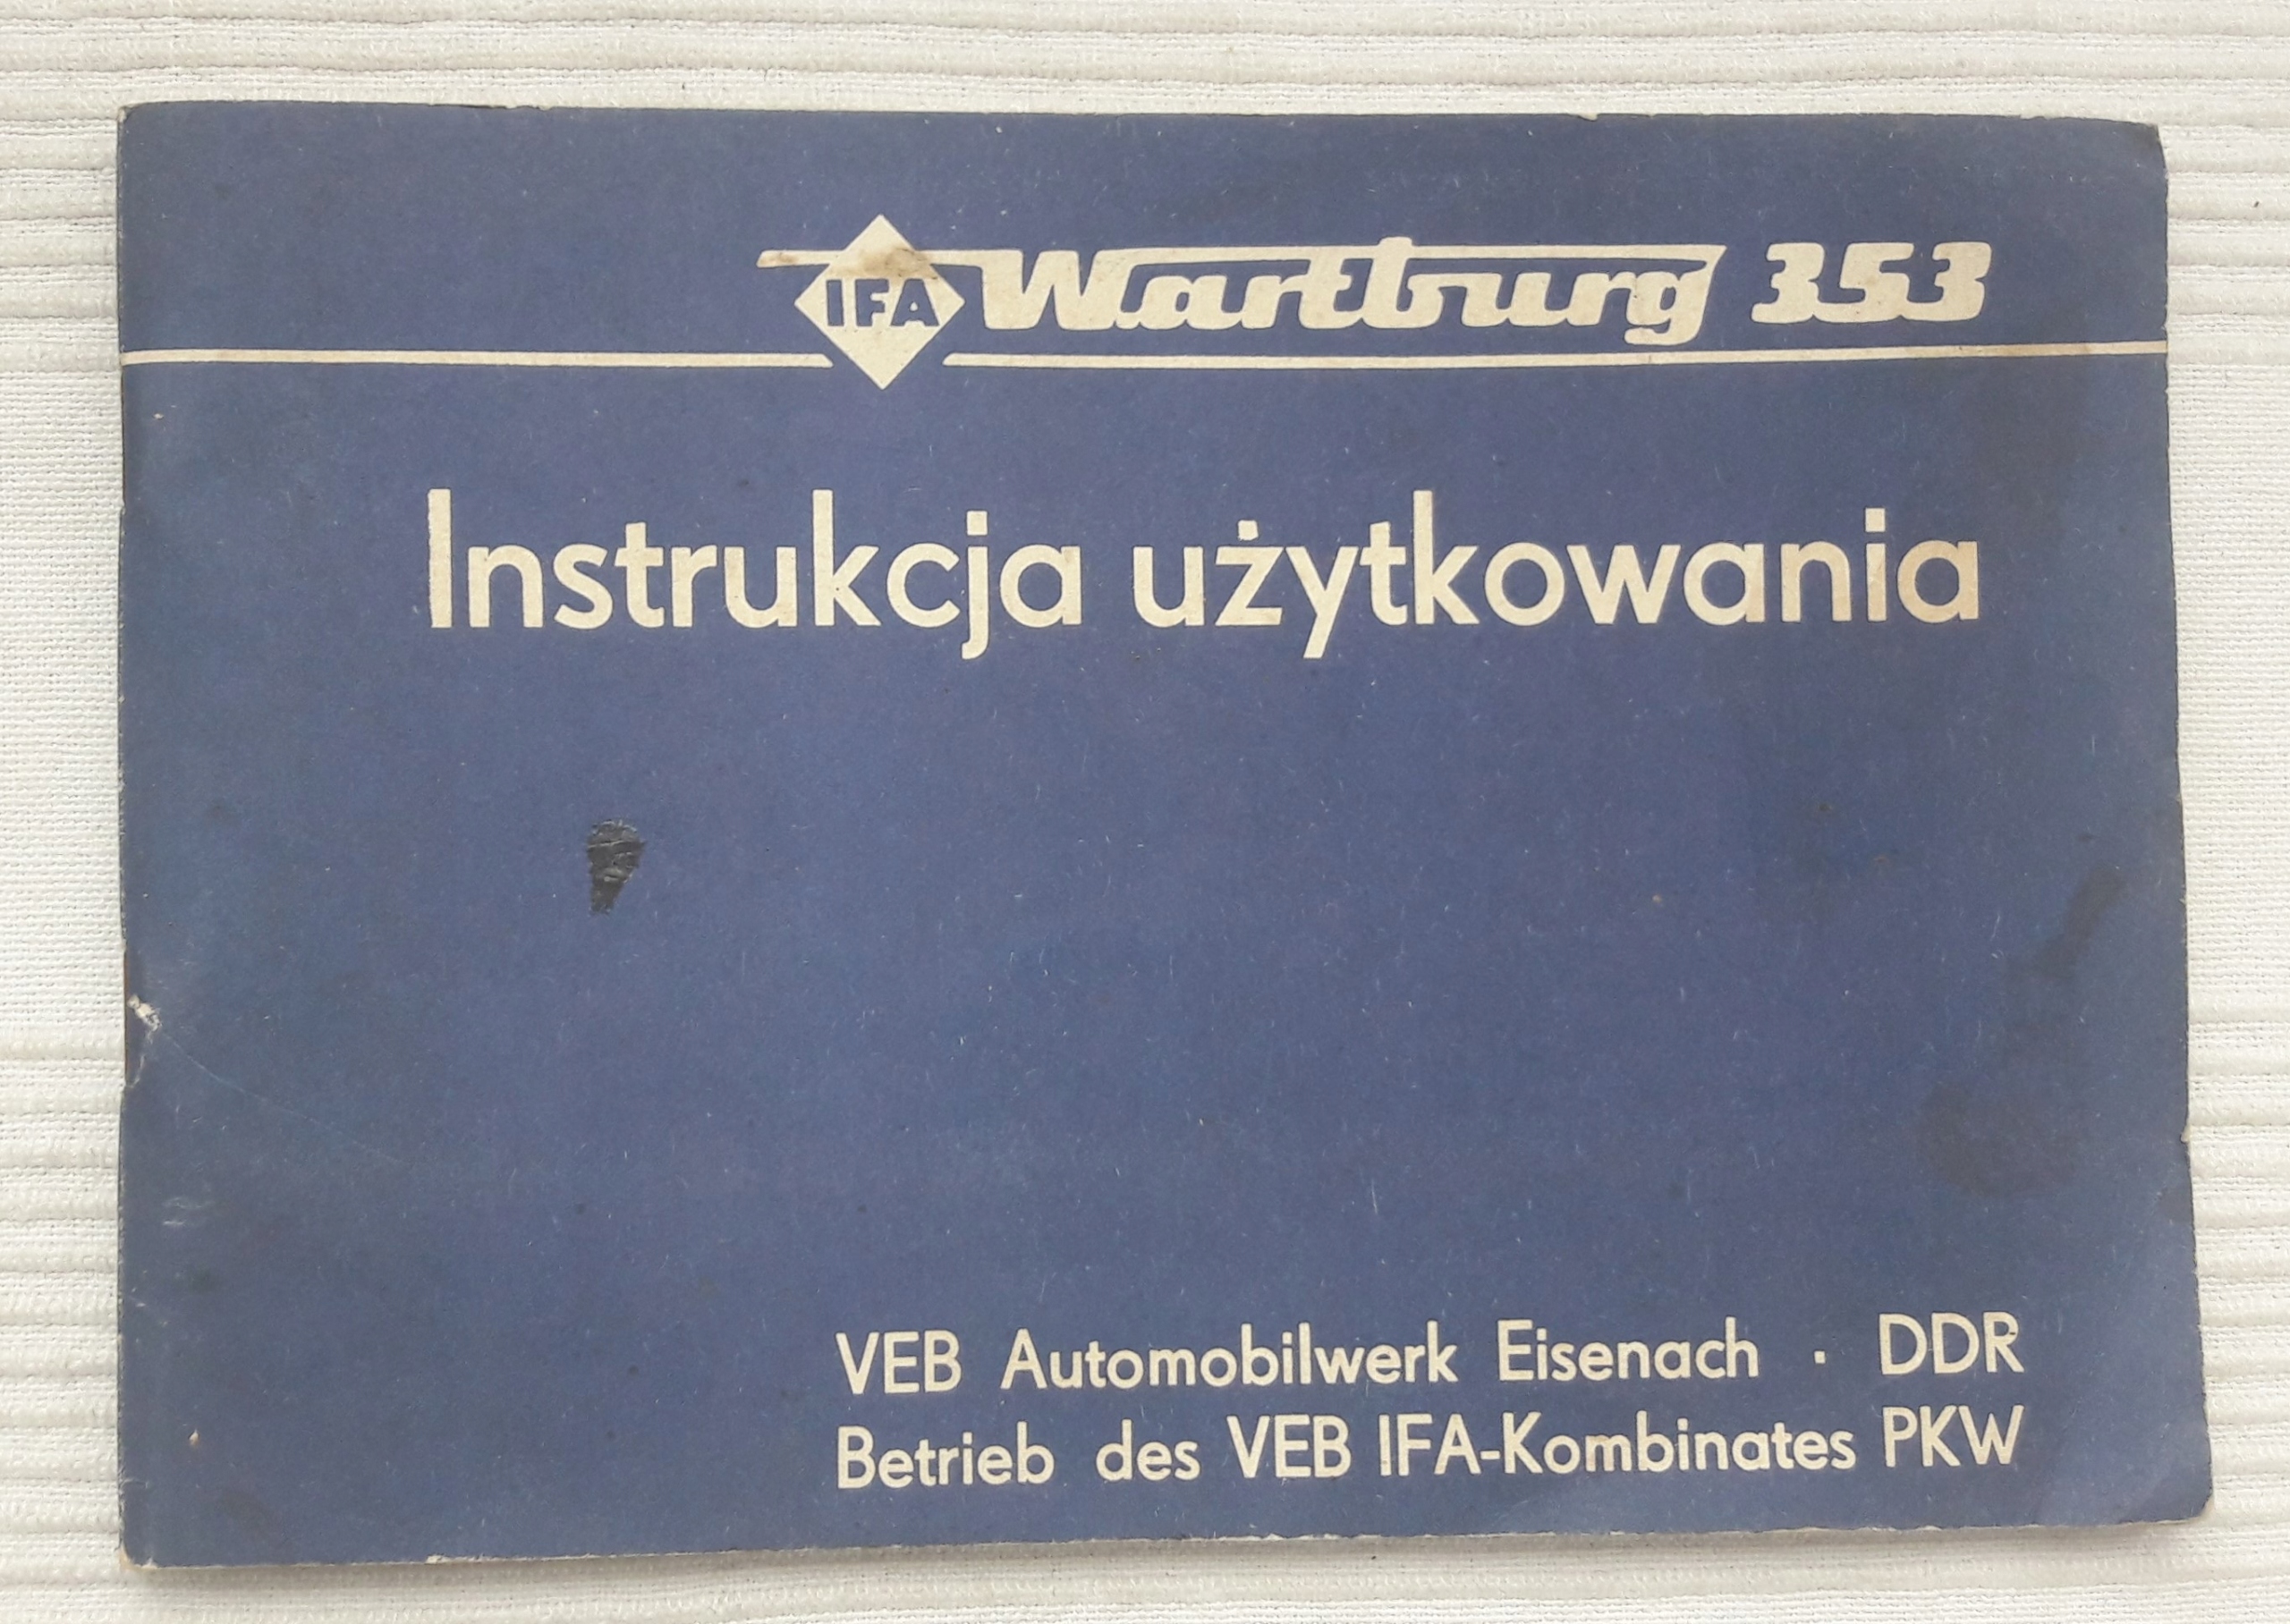 IFA Wartburg 353
Instrukcja użytkowania
VEB Automobilwerk Eisenach · DDR
Betrieb des VEB IFA-Kombinates PKW